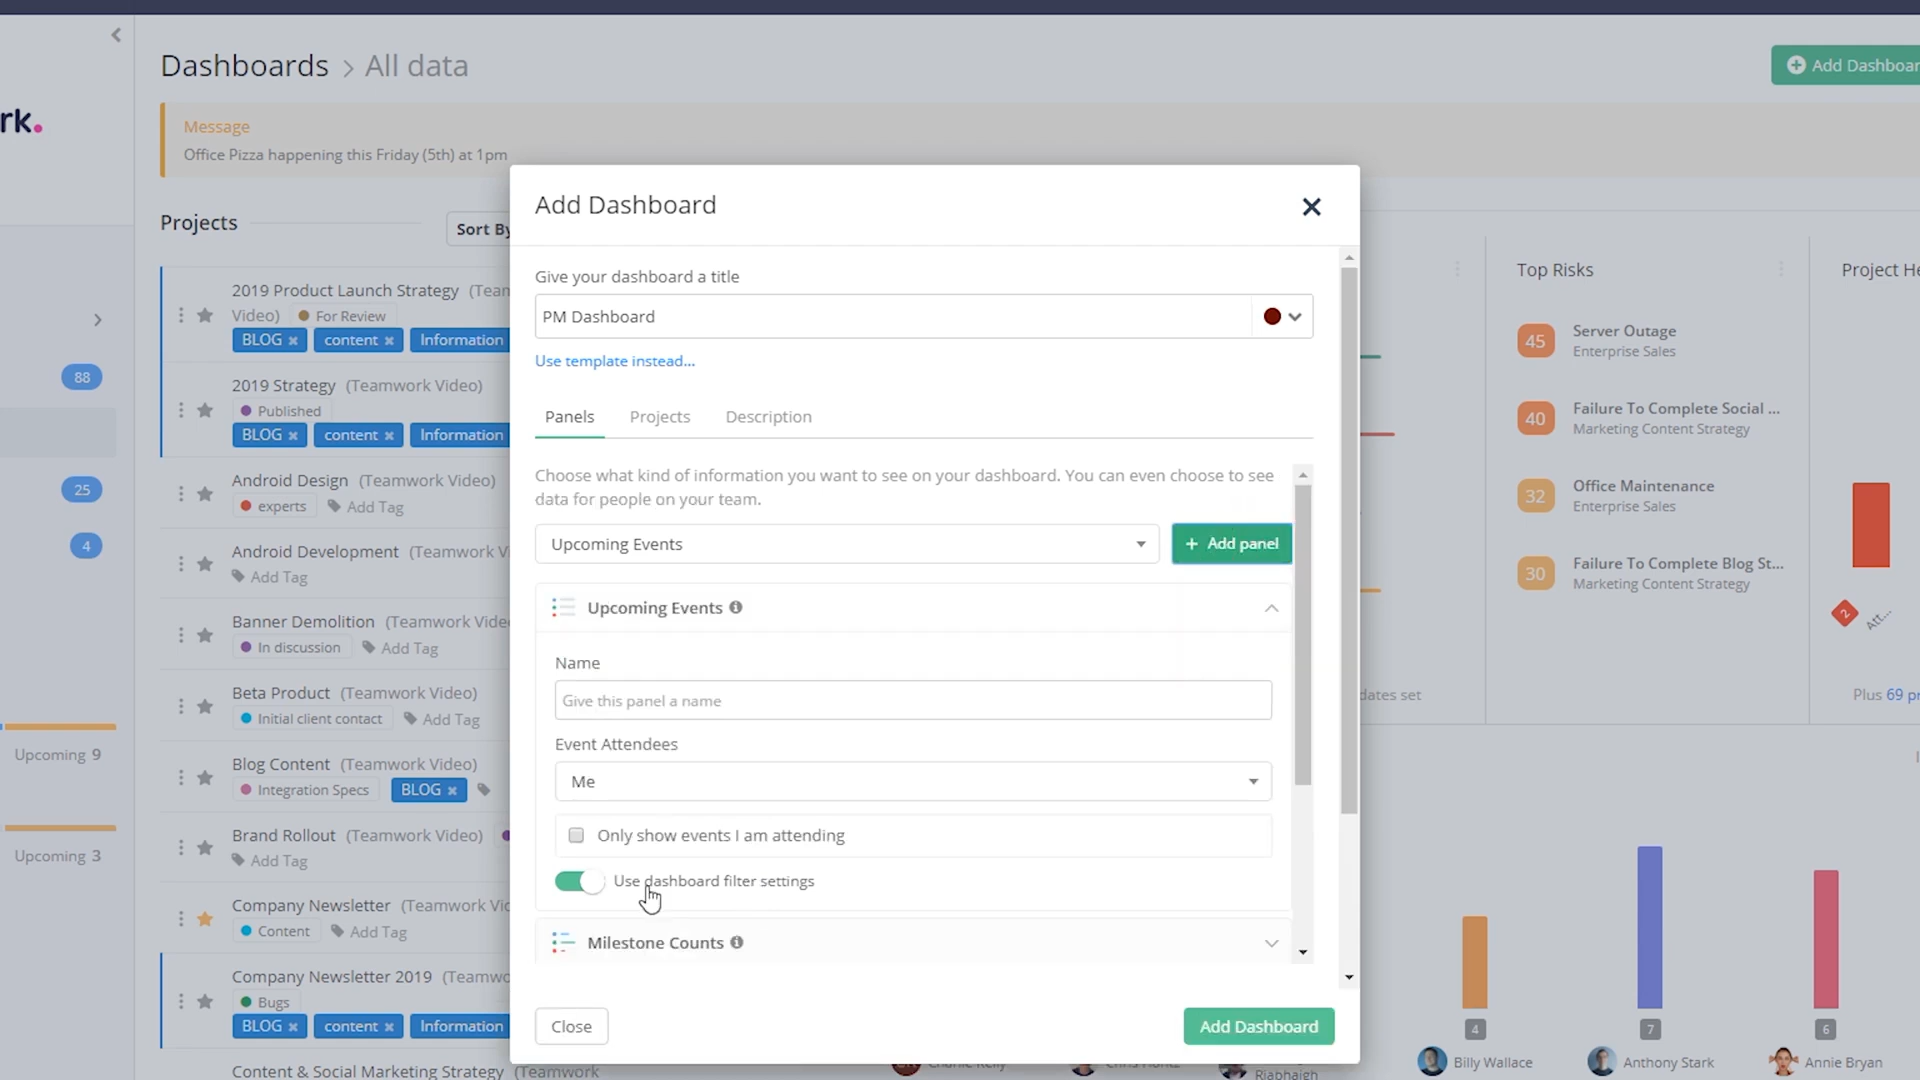 rk.
88
25
4
Upcoming 9
Upcoming 3
Dashboards > All data
Add Dashboar
Message
Office Pizza happening this Friday (5th) at 1pm
Projects
Sort By
2019 Product Launch Strategy (Team
Video) For Review
BLOG × content × Information
2019 Strategy (Teamwork Video)
Published
BLOG × content × Information
Android Design (Teamwork Video)
experts Add Tag
Android Development (Teamwork V
Add Tag
Banner Demolition (Teamwork Vide
In discussion Add Tag
Beta Product (Teamwork Video)
Initial client contact Add Tag
Blog Content (Teamwork Video)
Integration Specs BLOG ×
Brand Rollout (Teamwork Video)
Add Tag
Company Newsletter (Teamwork Vid
Content Add Tag
Company Newsletter 2019 (Teamwo
Bugs
BLOG × content × Information
Content & Social Marketing Strategy (Teamwork
Add Dashboard
Give your dashboard a title
PM Dashboard
Use template instead...
Panels Projects Description
Choose what kind of information you want to see on your dashboard. You can even choose to see
data for people on your team.
Upcoming Events
+ Add panel
Upcoming Events
Name
Give this panel a name
Event Attendees
Me
Only show events I am attending
Use dashboard filter settings
Milestone Counts
Close
Add Dashboard
Top Risks
45 Server Outage
Enterprise Sales
40 Failure To Complete Social ...
Marketing Content Strategy
32 Office Maintenance
Enterprise Sales
30 Failure To Complete Blog St...
Marketing Content Strategy
Project He
2
Att...
dates set
Plus 69 pr
4
7
6
Billy Wallace
Anthony Stark
Annie Bryan
Riabhaigh